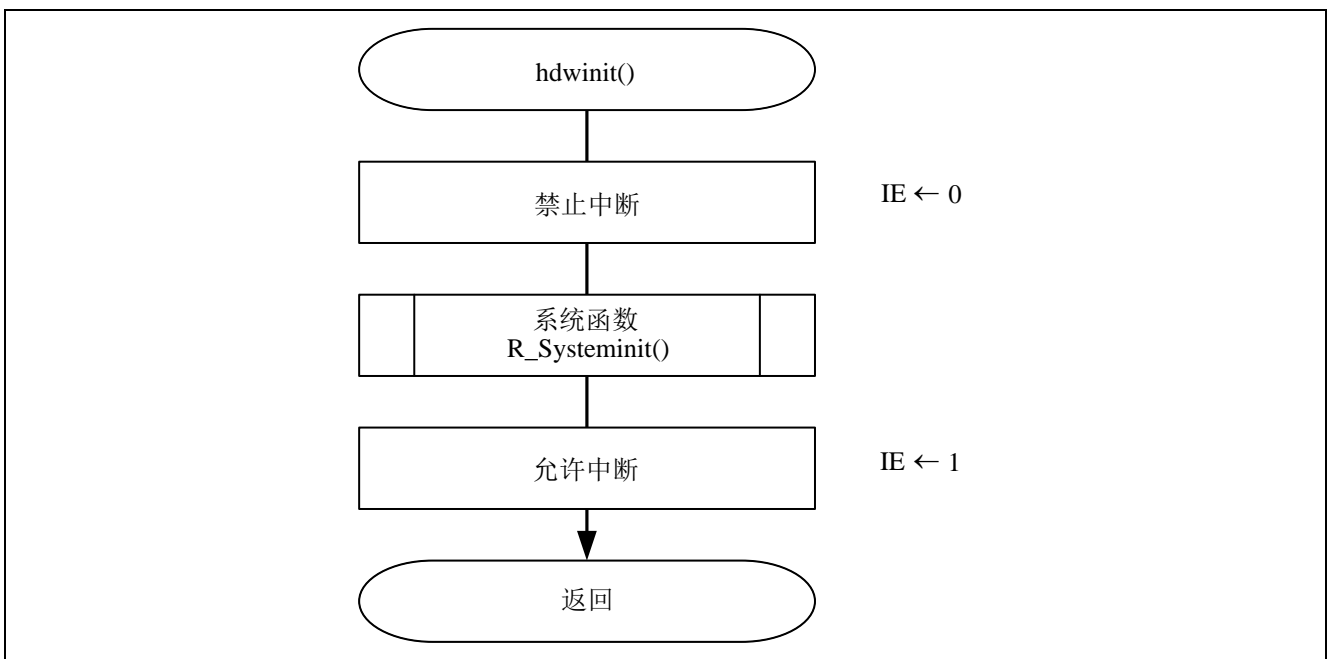 hdwinit()
禁止中断
IE ← 0
系统函数
R_Systeminit()
允许中断
IE ← 1
返回